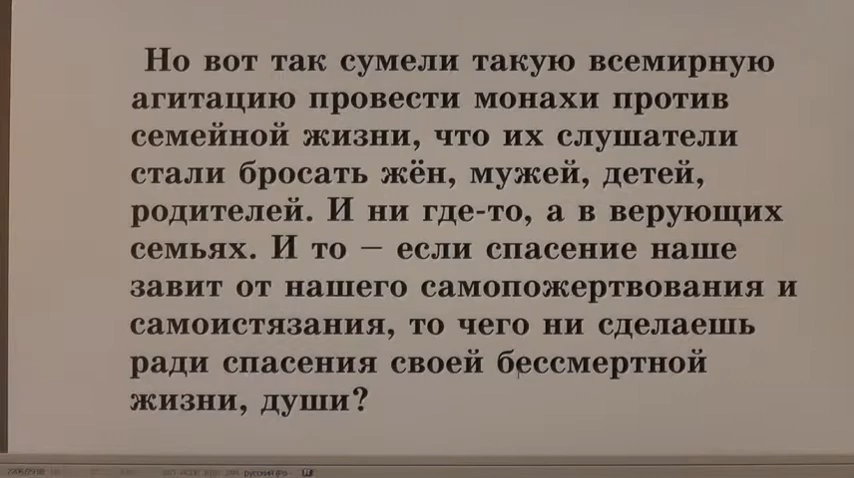 Но вот так сумели такую всемирную
агитацию провести монахи против
семейной жизни, что их слушатели
стали бросать жён, мужей, детей,
родителей. И ни где-то, а в верующих
семьях. И то – если спасение наше
завит от нашего самопожертвования и
самоистязания, то чего ни сделаешь
ради спасения своей бессмертной
жизни, души?
русский (Ро